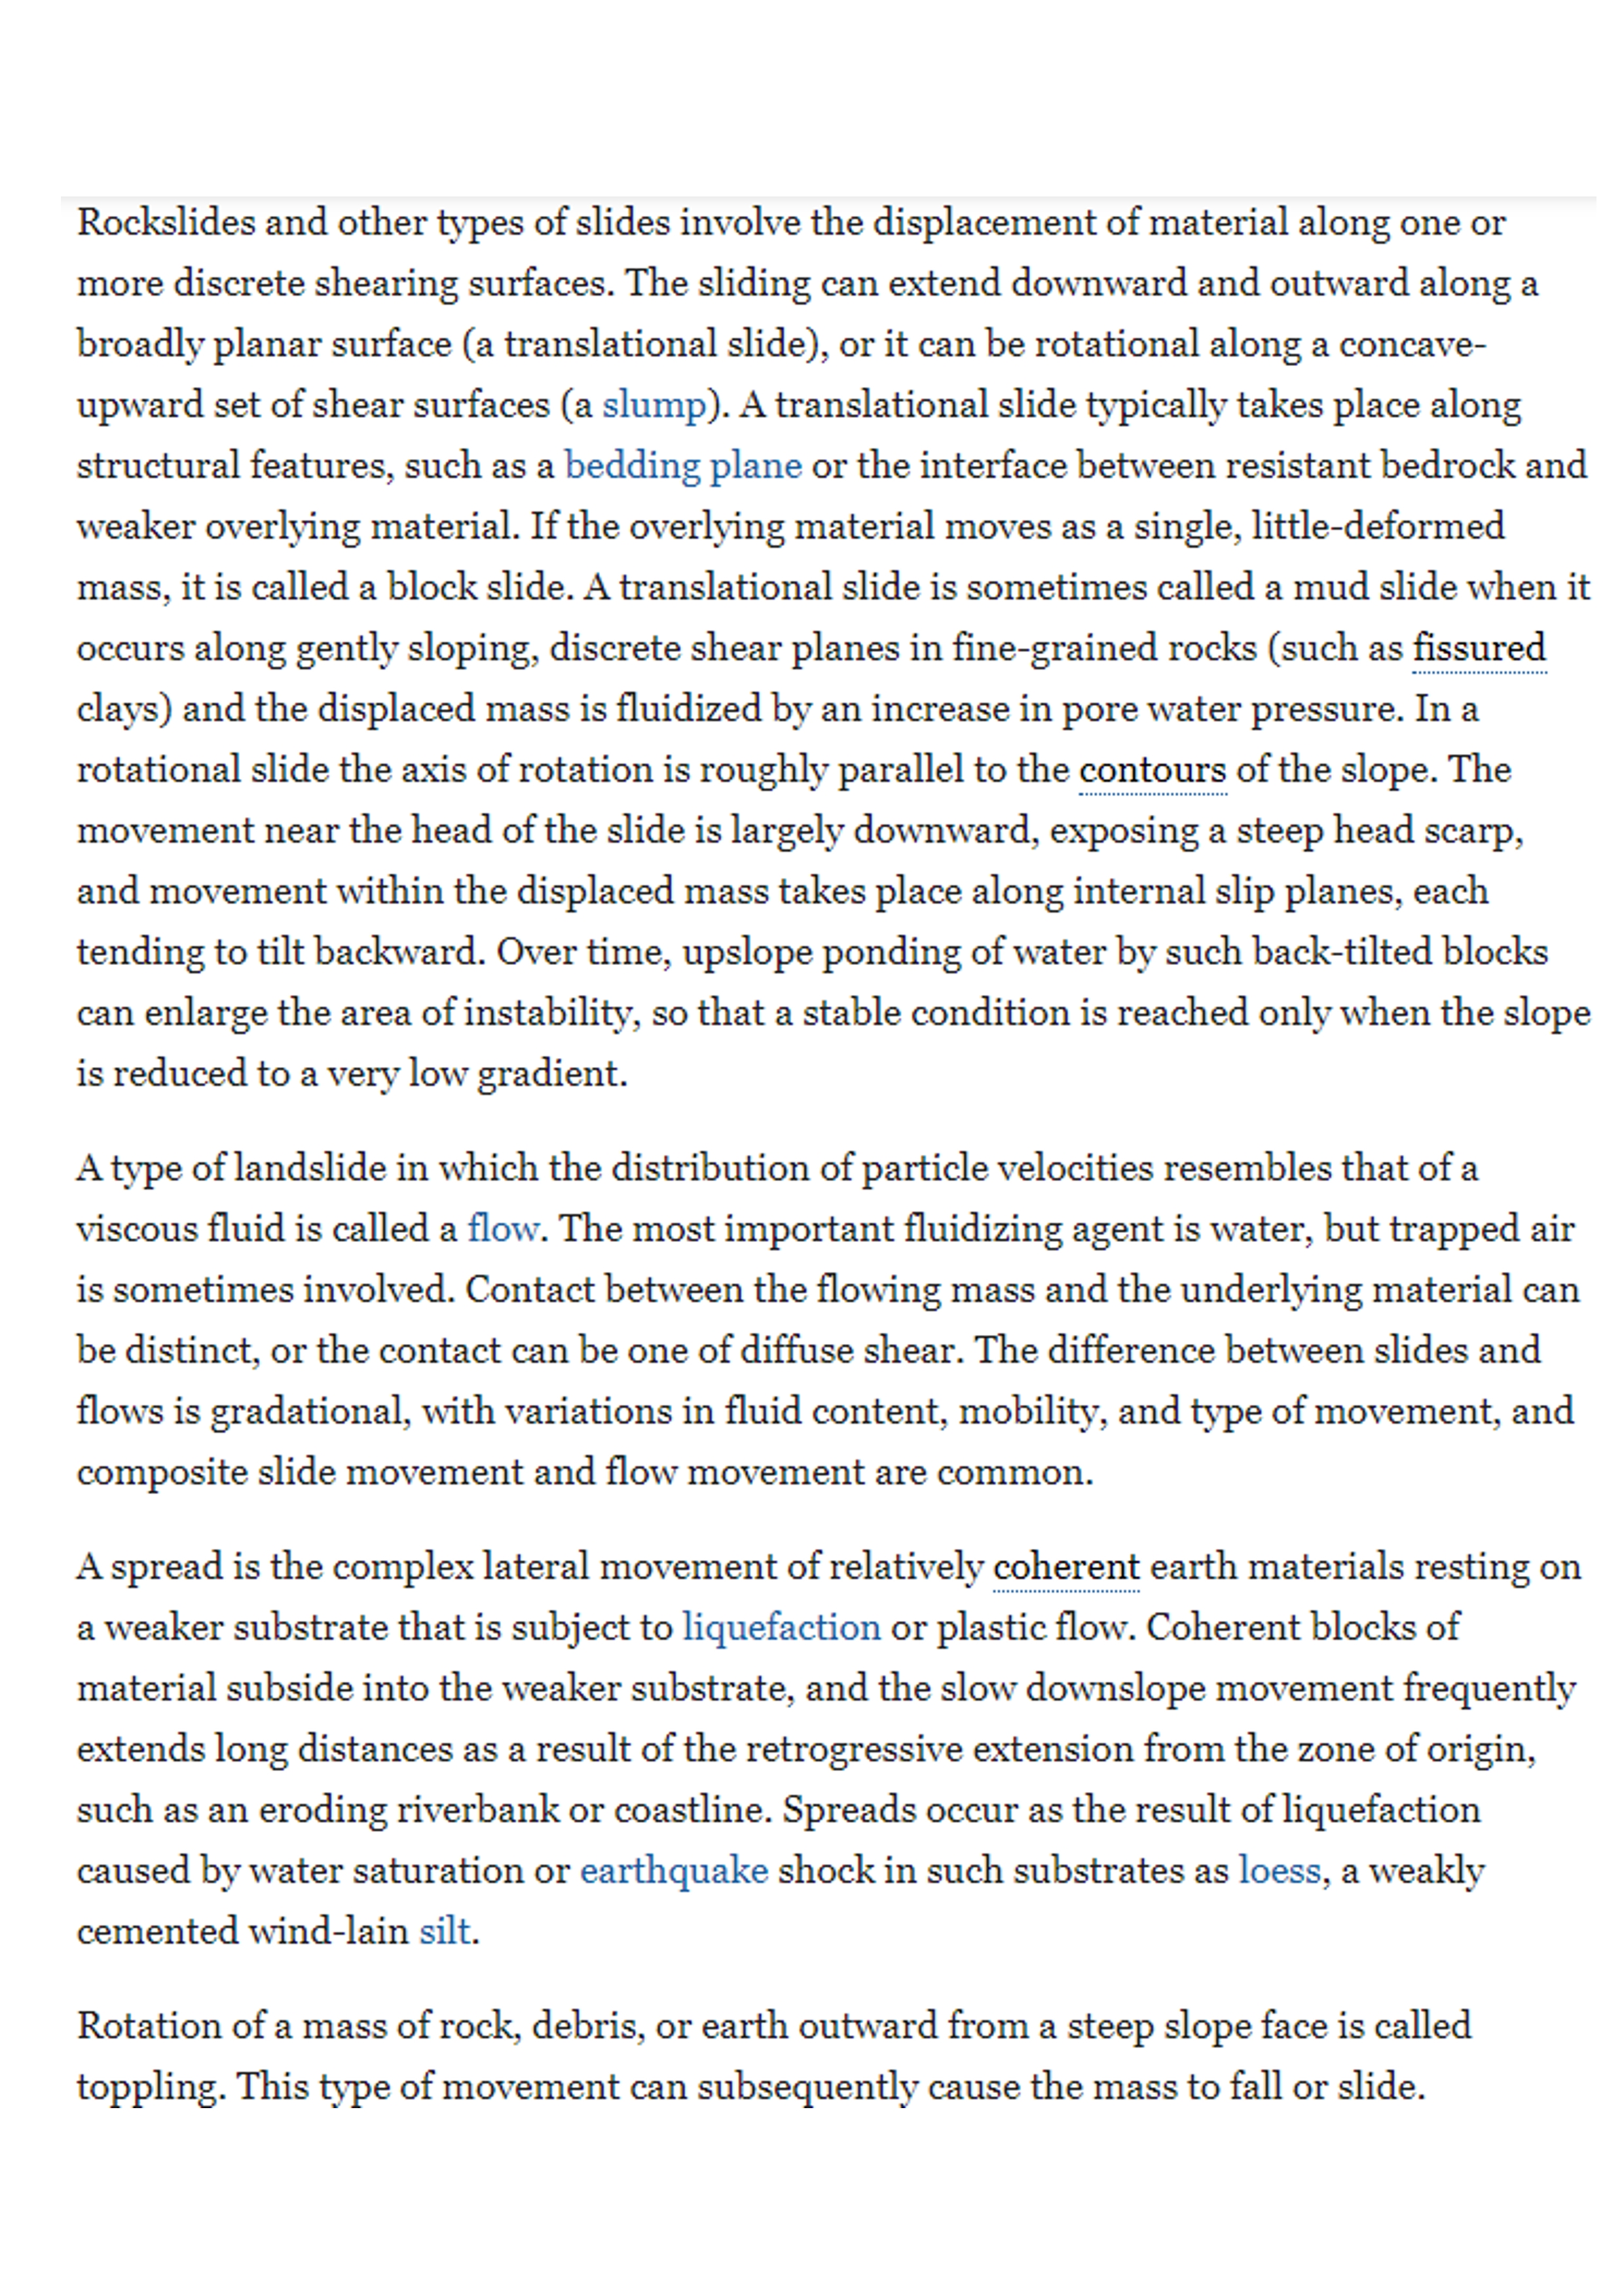 Rockslides and other types of slides involve the displacement of material along one or
more discrete shearing surfaces. The sliding can extend downward and outward along a
broadly planar surface (a translational slide), or it can be rotational along a concave-
upward set of shear surfaces (a slump). A translational slide typically takes place along
structural features, such as a bedding plane or the interface between resistant bedrock and
weaker overlying material. If the overlying material moves as a single, little-deformed
mass, it is called a block slide. A translational slide is sometimes called a mud slide when it
occurs along gently sloping, discrete shear planes in fine-grained rocks (such as fissured
clays) and the displaced mass is fluidized by an increase in pore water pressure. In a
rotational slide the axis of rotation is roughly parallel to the contours of the slope. The
movement near the head of the slide is largely downward, exposing a steep head scarp,
and movement within the displaced mass takes place along internal slip planes, each
tending to tilt backward. Over time, upslope ponding of water by such back-tilted blocks
can enlarge the area of instability, so that a stable condition is reached only when the slope
is reduced to a very low gradient.
A type of landslide in which the distribution of particle velocities resembles that of a
viscous fluid is called a flow. The most important fluidizing agent is water, but trapped air
is sometimes involved. Contact between the flowing mass and the underlying material can
be distinct, or the contact can be one of diffuse shear. The difference between slides and
flows is gradational, with variations in fluid content, mobility, and type of movement, and
composite slide movement and flow movement are common.
A spread is the complex lateral movement of relatively coherent earth materials resting on
a weaker substrate that is subject to liquefaction or plastic flow. Coherent blocks of
material subside into the weaker substrate, and the slow downslope movement frequently
extends long distances as a result of the retrogressive extension from the zone of origin,
such as an eroding riverbank or coastline. Spreads occur as the result of liquefaction
caused by water saturation or earthquake shock in such substrates as loess, a weakly
cemented wind-lain silt.
Rotation of a mass of rock, debris, or earth outward from a steep slope face is called
toppling. This type of movement can subsequently cause the mass to fall or slide.